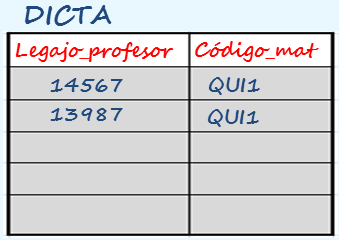 DICTA
Legajo_profesor Código_mat
14567 QUI1
13987 QUI1